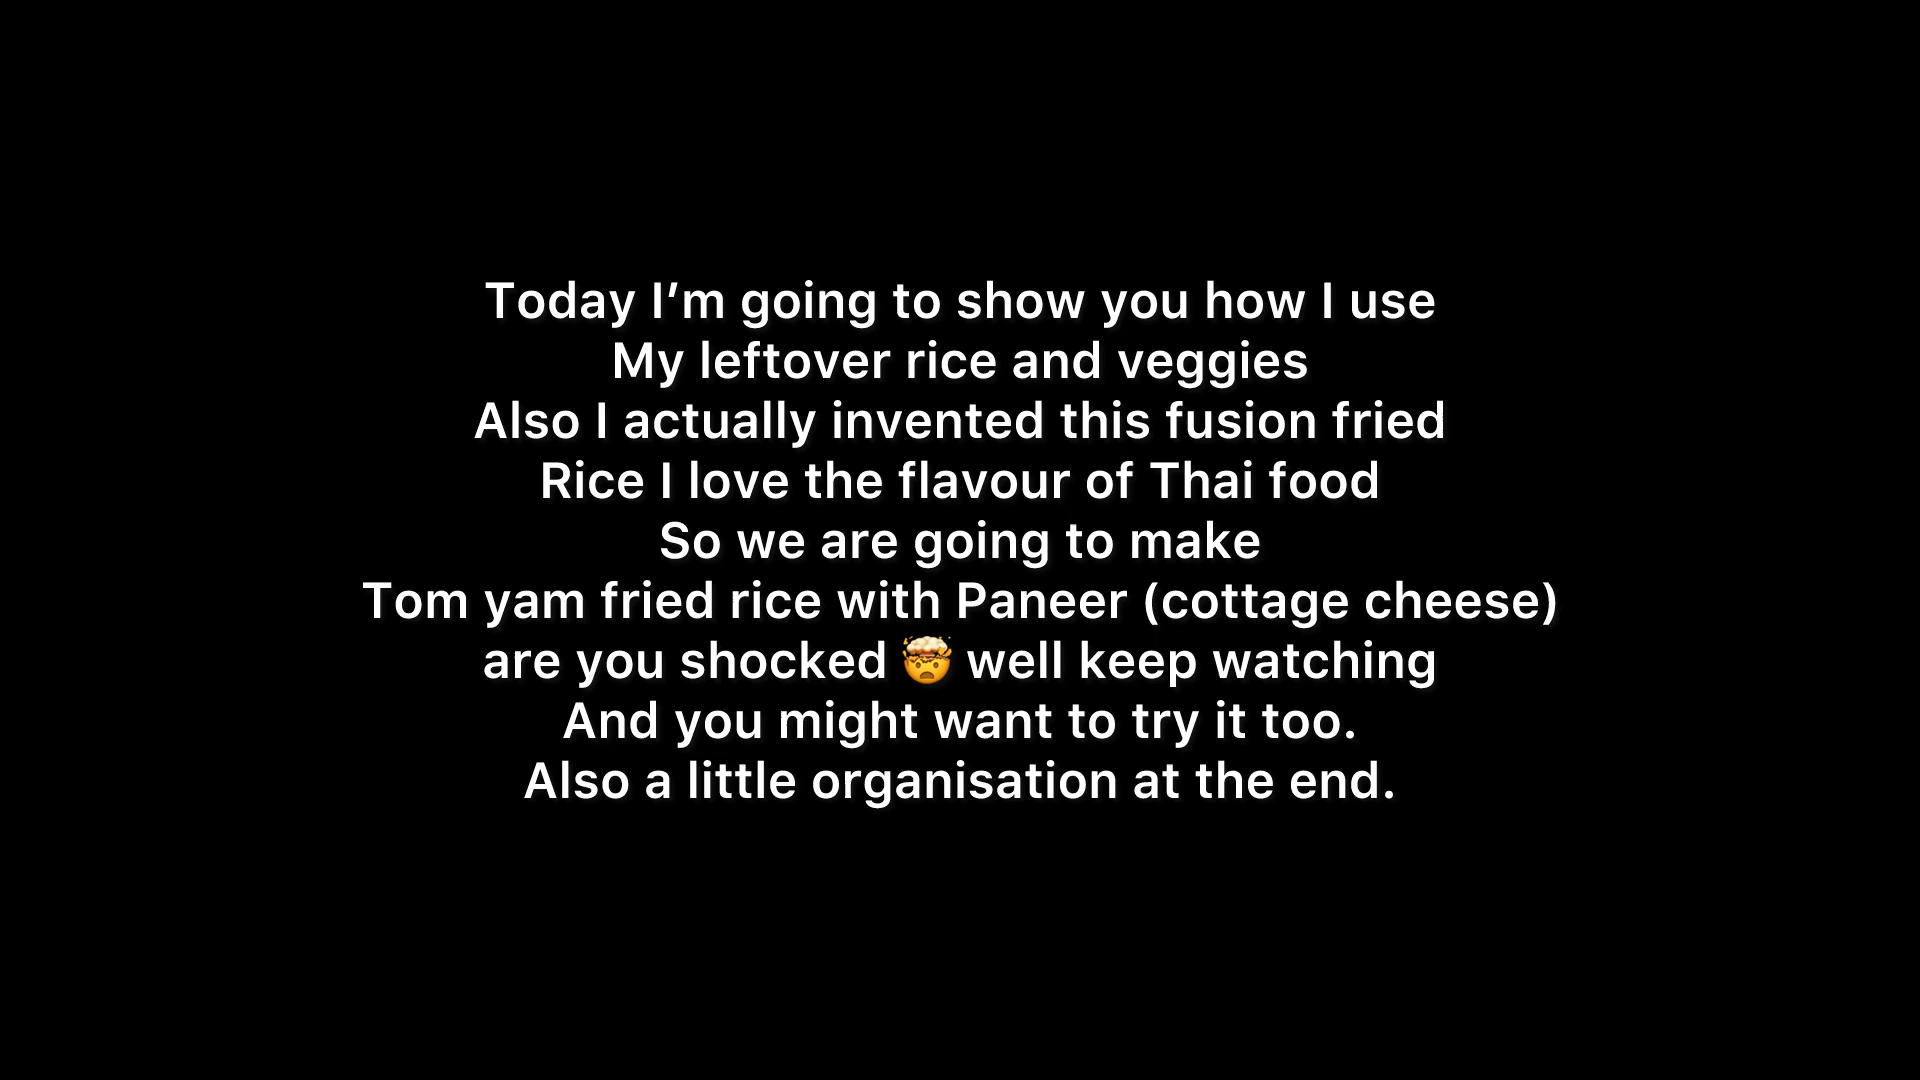 Today I’m going to show you how I use
My leftover rice and veggies
Also I actually invented this fusion fried
Rice I love the flavour of Thai food
So we are going to make
Tom yam fried rice with Paneer (cottage cheese)
are you shocked 🤯 well keep watching
And you might want to try it too.
Also a little organisation at the end.